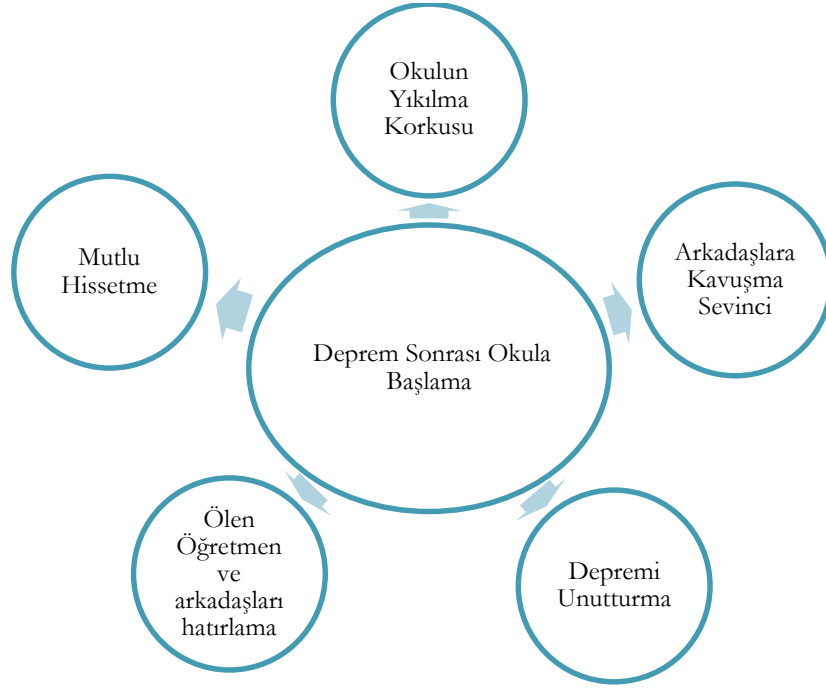 Okulun
Yıkılma
Korkusu
Mutlu
Hissetme
Arkadaşlara
Kavuşma
Sevinci
Deprem Sonrası Okula
Başlama
Ölen
Öğretmen
ve
arkadaşları
hatırlama
Depremi
Unutturma